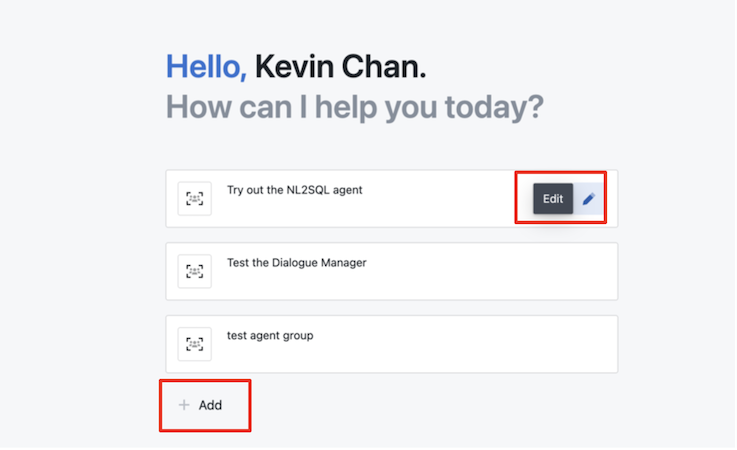 Hello, Kevin Chan.
How can I help you today?
Try out the NL2SQL agent
Edit
Test the Dialogue Manager
test agent group
Add